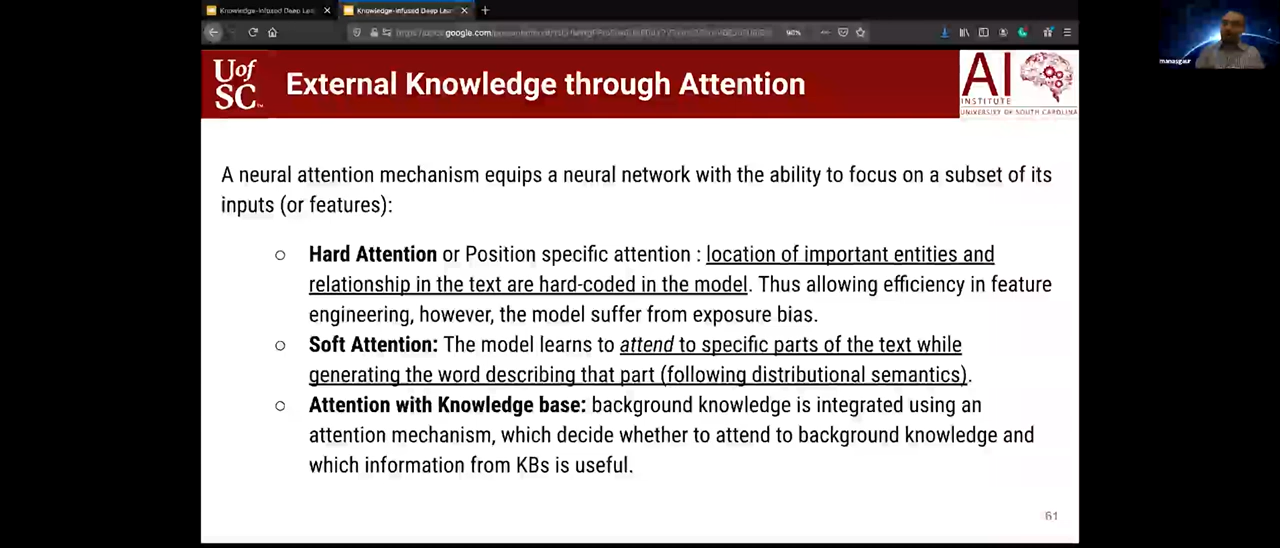 Knowledge-infused Deep Lea
Knowledge-infused Deep Lear
google.com
90%
manasgaur
UofSC
External Knowledge through Attention
AI
INSTITUTE
UNIVERSITY OF SOUTH CAROLINA
A neural attention mechanism equips a neural network with the ability to focus on a subset of its
inputs (or features):
Hard Attention or Position specific attention : location of important entities and
relationship in the text are hard-coded in the model. Thus allowing efficiency in feature
engineering, however, the model suffer from exposure bias.
Soft Attention: The model learns to attend to specific parts of the text while
generating the word describing that part (following distributional semantics).
Attention with Knowledge base: background knowledge is integrated using an
attention mechanism, which decide whether to attend to background knowledge and
which information from KBs is useful.
61